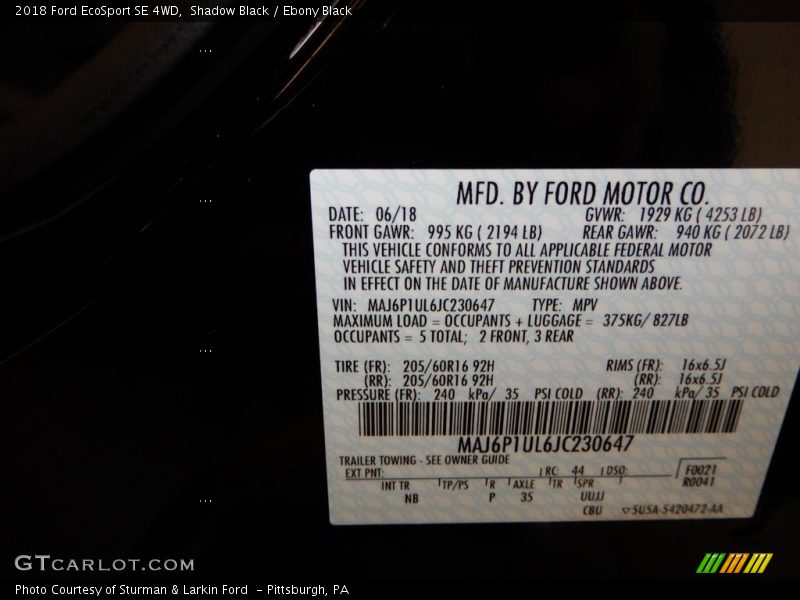 2018 Ford EcoSport SE 4WD,  Shadow Black / Ebony Black
MFD. BY FORD MOTOR CO.
DATE: 06/18 GVWR: 1929 KG ( 4253 LB)
FRONT GAWR: 995 KG ( 2194 LB) REAR GAWR: 940 KG ( 2072 LB)
THIS VEHICLE CONFORMS TO ALL APPLICABLE FEDERAL MOTOR
VEHICLE SAFETY AND THEFT PREVENTION STANDARDS
IN EFFECT ON THE DATE OF MANUFACTURE SHOWN ABOVE.
VIN: MAJ6P1UL6JC230647 TYPE: MPV
MAXIMUM LOAD = OCCUPANTS + LUGGAGE = 375KG/ 827LB
OCCUPANTS = 5 TOTAL; 2 FRONT, 3 REAR
TIRE (FR): 205/60R16 92H RIMS (FR): 16x6.5J
(RR): 205/60R16 92H (RR): 16x6.5J
PRESSURE (FR): 240 kPa/ 35 PSI COLD (RR): 240 kPa/ 35 PSI COLD
MAJ6P1UL6JC230647
TRAILER TOWING - SEE OWNER GUIDE
EXT PNT: RC: 44 DSO: F0021
R0041
INT TR TP/PS R AXLE TR SPR
NB P 35 UUJJ
CBU SU5A-5420472-AA
GTCARLOT.COM
Photo Courtesy of Sturman & Larkin Ford  - Pittsburgh, PA